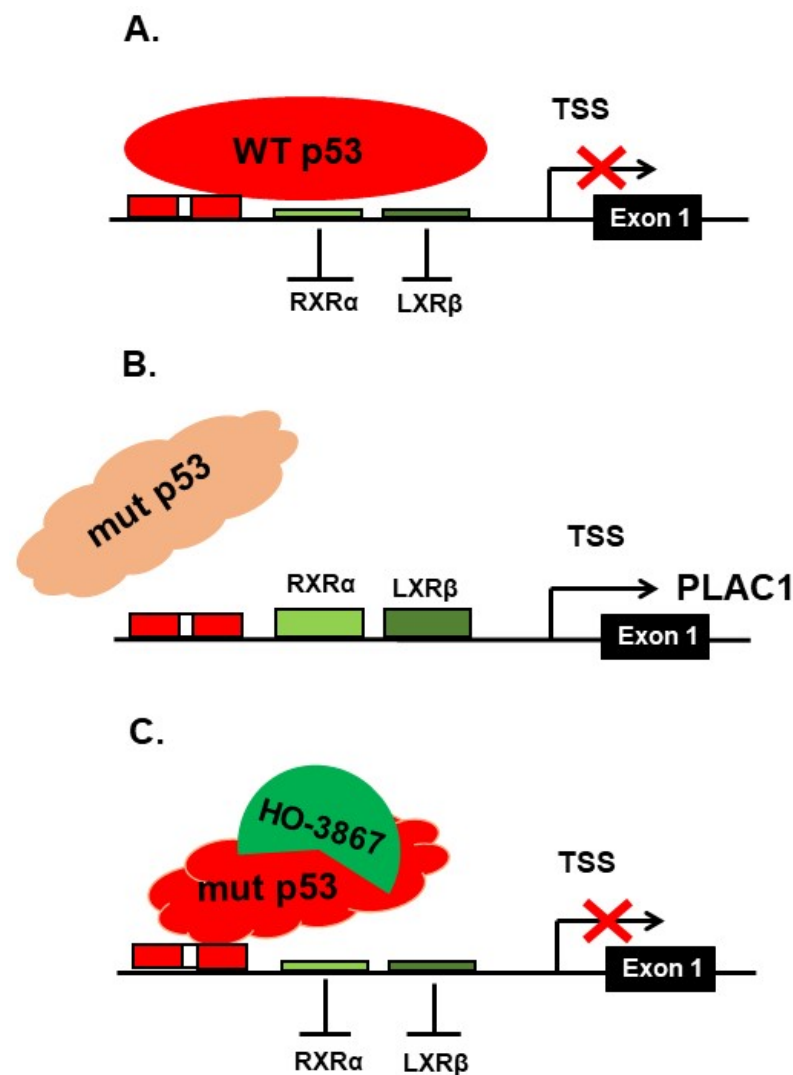 A.
WT p53
TSS
Exon 1
RXRα
LXRβ
B.
mut p53
RXRα
LXRβ
TSS
PLAC1
Exon 1
C.
HO-3867
mut p53
TSS
Exon 1
RXRα
LXRβ